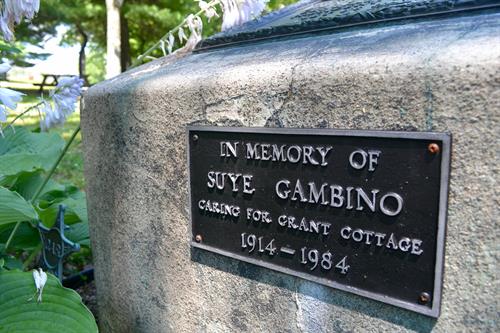 IN MEMORY OF
SUYE GAMBINO
CARING FOR GRANT COTTAGE
1914-1984